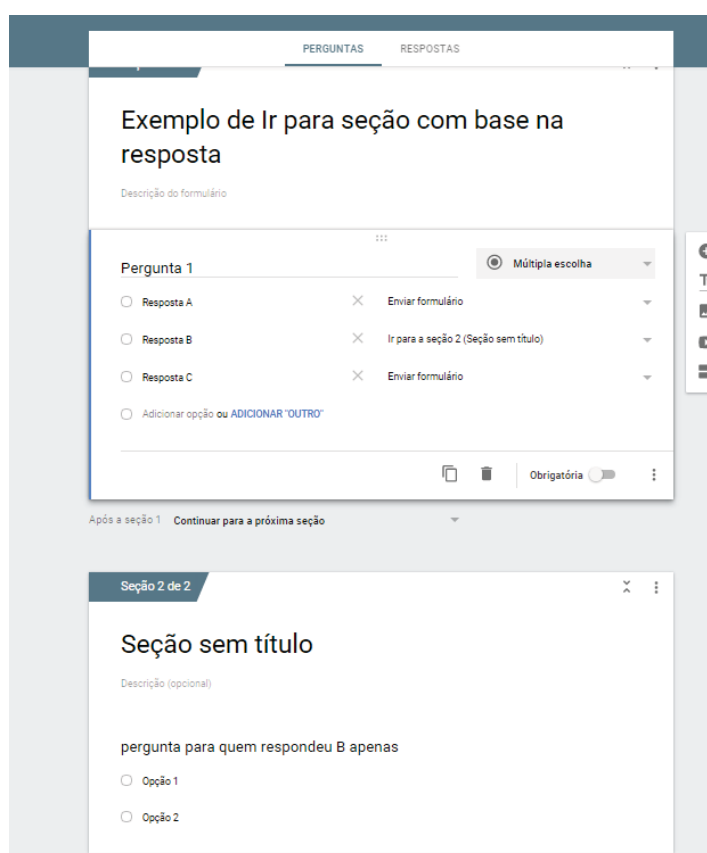 PERGUNTAS RESPOSTAS
Exemplo de Ir para seção com base na
resposta
Descrição do formulário
Pergunta 1 Múltipla escolha
Resposta A Enviar formulário
Resposta B Ir para a seção 2 (Seção sem título)
Resposta C Enviar formulário
Adicionar opção ou ADICIONAR "OUTRO"
Obrigatória
Após a seção 1 Continuar para a próxima seção
Seção 2 de 2
Seção sem título
Descrição (opcional)
pergunta para quem respondeu B apenas
Opção 1
Opção 2